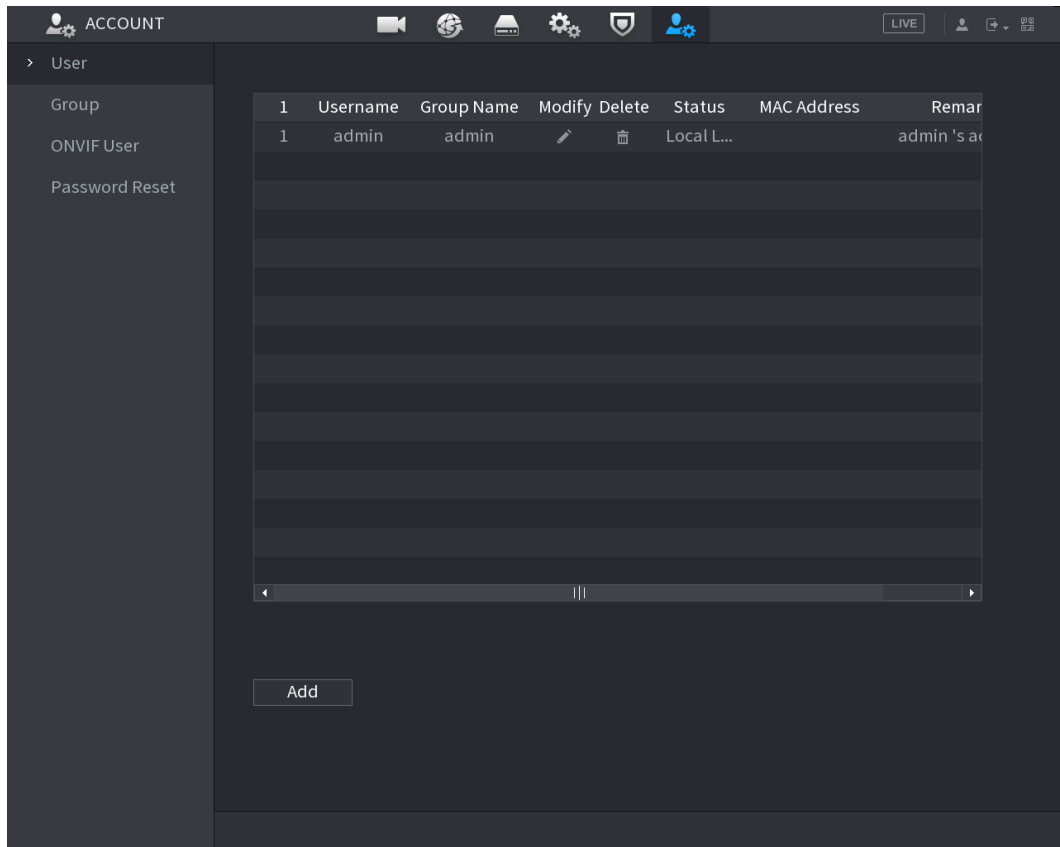 ACCOUNT LIVE
User
Group
ONVIF User
Password Reset
1 Username Group Name Modify Delete Status MAC Address Remar
1 admin admin Local L... admin 's a
Add